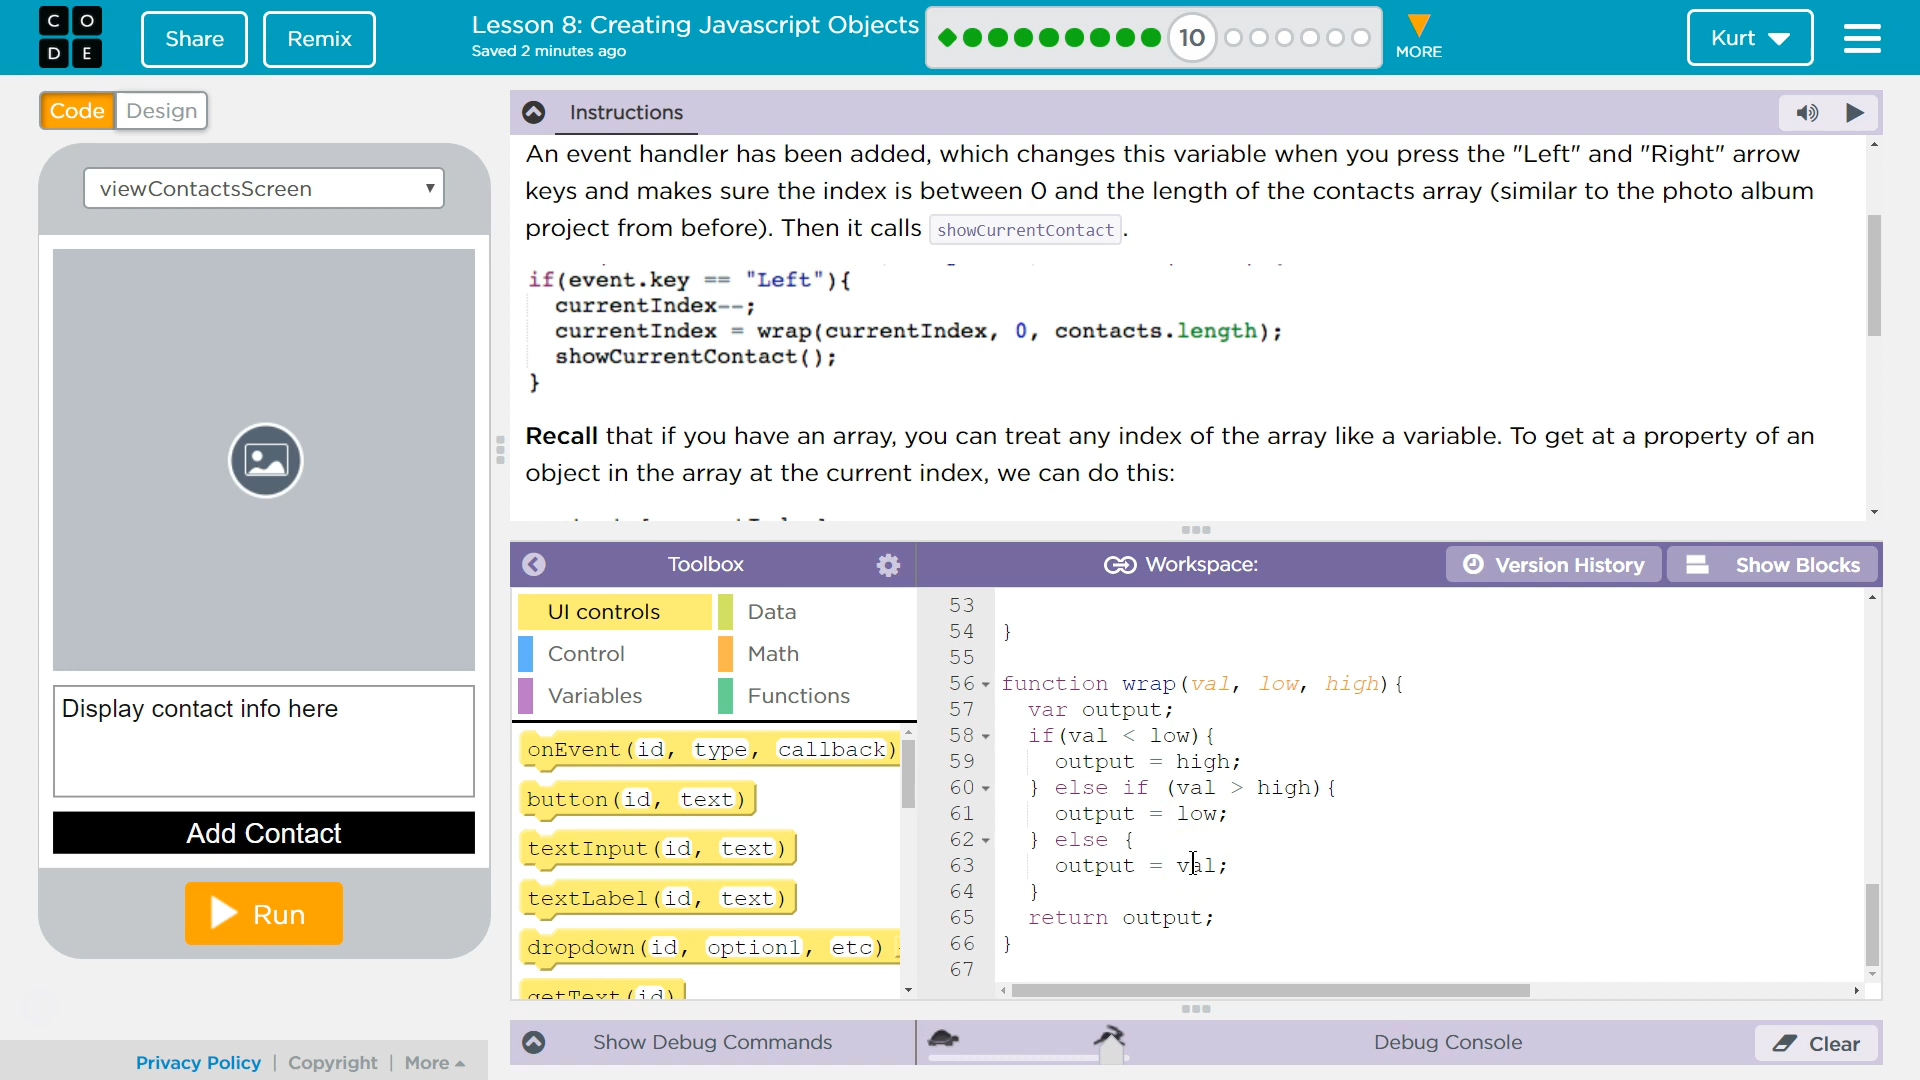 C O
D E
Share
Remix
Lesson 8: Creating Javascript Objects
Saved 2 minutes ago
10
MORE
Kurt
Code
Design
viewContactsScreen
Display contact info here
Add Contact
Run
Privacy Policy | Copyright | More
Instructions
An event handler has been added, which changes this variable when you press the "Left" and "Right" arrow
keys and makes sure the index is between 0 and the length of the contacts array (similar to the photo album
project from before). Then it calls showCurrentContact.
if(event.key == "Left"){
currentIndex--;
currentIndex = wrap(currentIndex, 0, contacts.length);
showCurrentContact();
}
Recall that if you have an array, you can treat any index of the array like a variable. To get at a property of an
object in the array at the current index, we can do this:
Toolbox
Workspace:
Version History
Show Blocks
UI controls
Data
Control
Math
Variables
Functions
onEvent(id, type, callback)
button(id, text)
textInput(id, text)
textLabel(id, text)
dropdown(id, option1, etc)
getText(id)
53
54 }
55
56 function wrap(val, low, high){
57 var output;
58 if(val < low){
59 output = high;
60 } else if (val > high){
61 output = low;
62 } else {
63 output = val;
64 }
65 return output;
66 }
67
Show Debug Commands
Debug Console
Clear